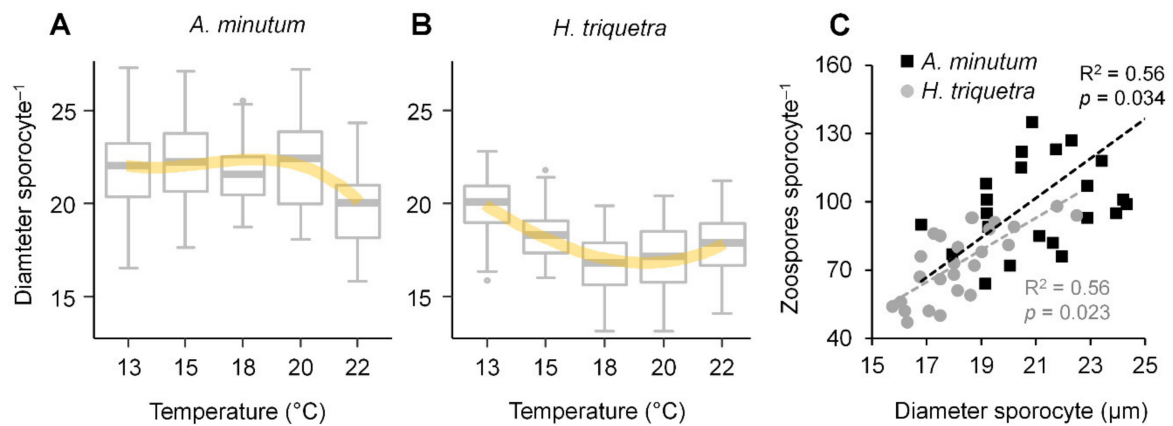 A
A. minutum
B
H. triquetra
C
Diamteter sporocyte⁻¹
25
20
15
13 15 18 20 22
Temperature (°C)
13 15 18 20 22
Temperature (°C)
Zoospores sporocyte⁻¹
160
130
100
70
40
A. minutum
H. triquetra
R² = 0.56
p = 0.034
R² = 0.56
p = 0.023
15 17 19 21 23 25
Diameter sporocyte (µm)
25
20
15